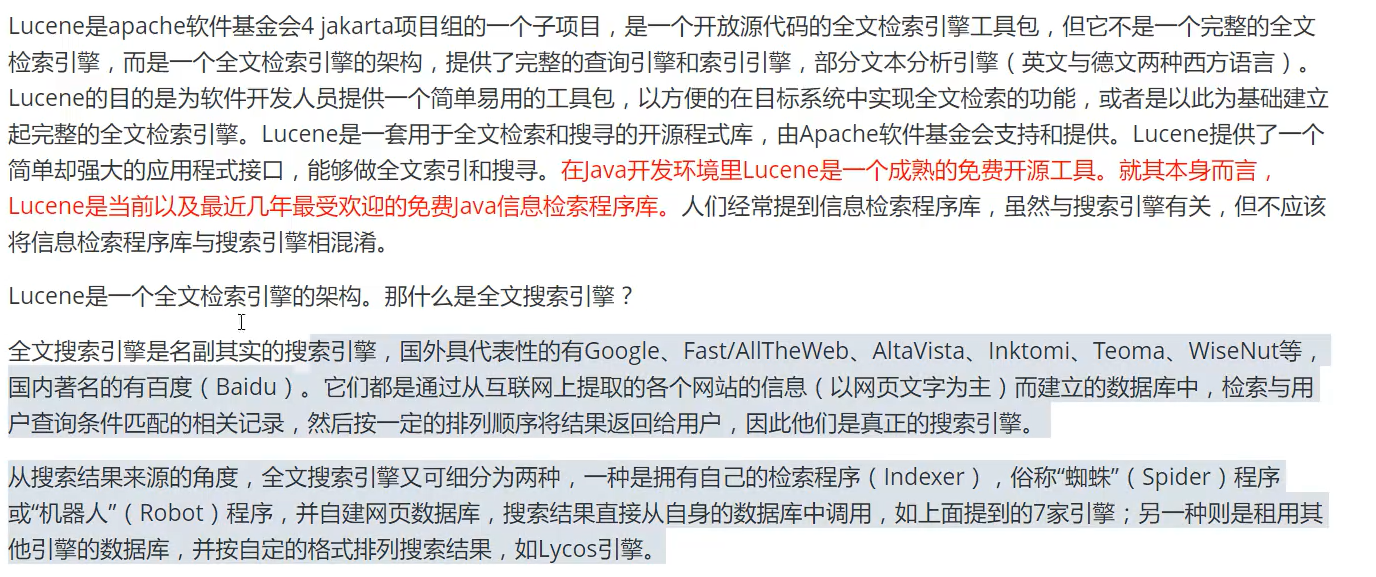 Lucene是apache软件基金会4 jakarta项目组的一个子项目，是一个开放源代码的全文检索引擎工具包，但它不是一个完整的全文
检索引擎，而是一个全文检索引擎的架构，提供了完整的查询引擎和索引引擎，部分文本分析引擎（英文与德文两种西方语言）。
Lucene的目的是为软件开发人员提供一个简单易用的工具包，以方便的在目标系统中实现全文检索的功能，或者是以此为基础建立
起完整的全文检索引擎。Lucene是一套用于全文检索和搜寻的开源程式库，由Apache软件基金会支持和提供。Lucene提供了一个
简单却强大的应用程式接口，能够做全文索引和搜寻。在Java开发环境里Lucene是一个成熟的免费开源工具。就其本身而言，
Lucene是当前以及最近几年最受欢迎的免费Java信息检索程序库。人们经常提到信息检索程序库，虽然与搜索引擎有关，但不应该
将信息检索程序库与搜索引擎相混淆。
Lucene是一个全文检索引擎的架构。那什么是全文搜索引擎？
全文搜索引擎是名副其实的搜索引擎，国外具代表性的有Google、Fast/AllTheWeb、AltaVista、Inktomi、Teoma、WiseNut等，
国内著名的有百度（Baidu）。它们都是通过从互联网上提取的各个网站的信息（以网页文字为主）而建立的数据库中，检索与用
户查询条件匹配的相关记录，然后按一定的排列顺序将结果返回给用户，因此他们是真正的搜索引擎。
从搜索结果来源的角度，全文搜索引擎又可细分为两种，一种是拥有自己的检索程序（Indexer），俗称“蜘蛛”（Spider）程序
或“机器人”（Robot）程序，并自建网页数据库，搜索结果直接从自身的数据库中调用，如上面提到的7家引擎；另一种则是租用其
他引擎的数据库，并按自定的格式排列搜索结果，如Lycos引擎。